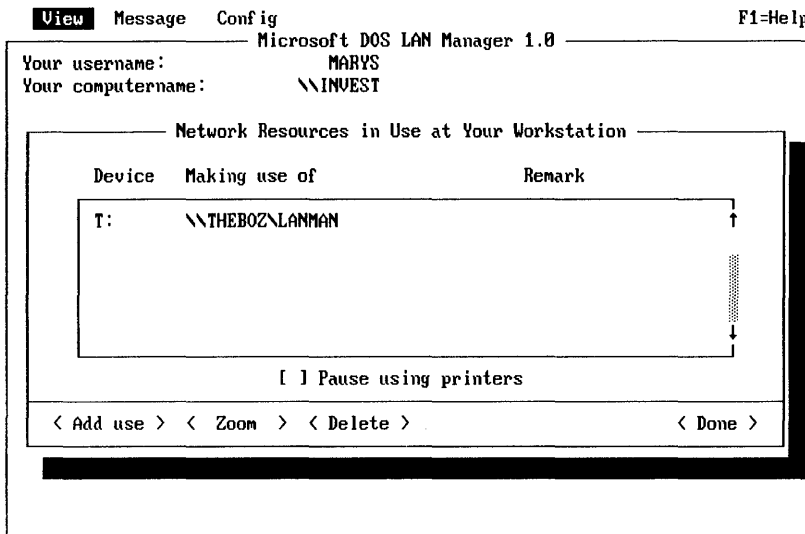 View Message Config F1=Help
Microsoft DOS LAN Manager 1.0
Your username: MARYS
Your computername: \\INVEST
Network Resources in Use at Your Workstation
Device Making use of Remark
T: \\THEBOZ\LANMAN
[ ] Pause using printers
< Add use > < Zoom > < Delete > < Done >